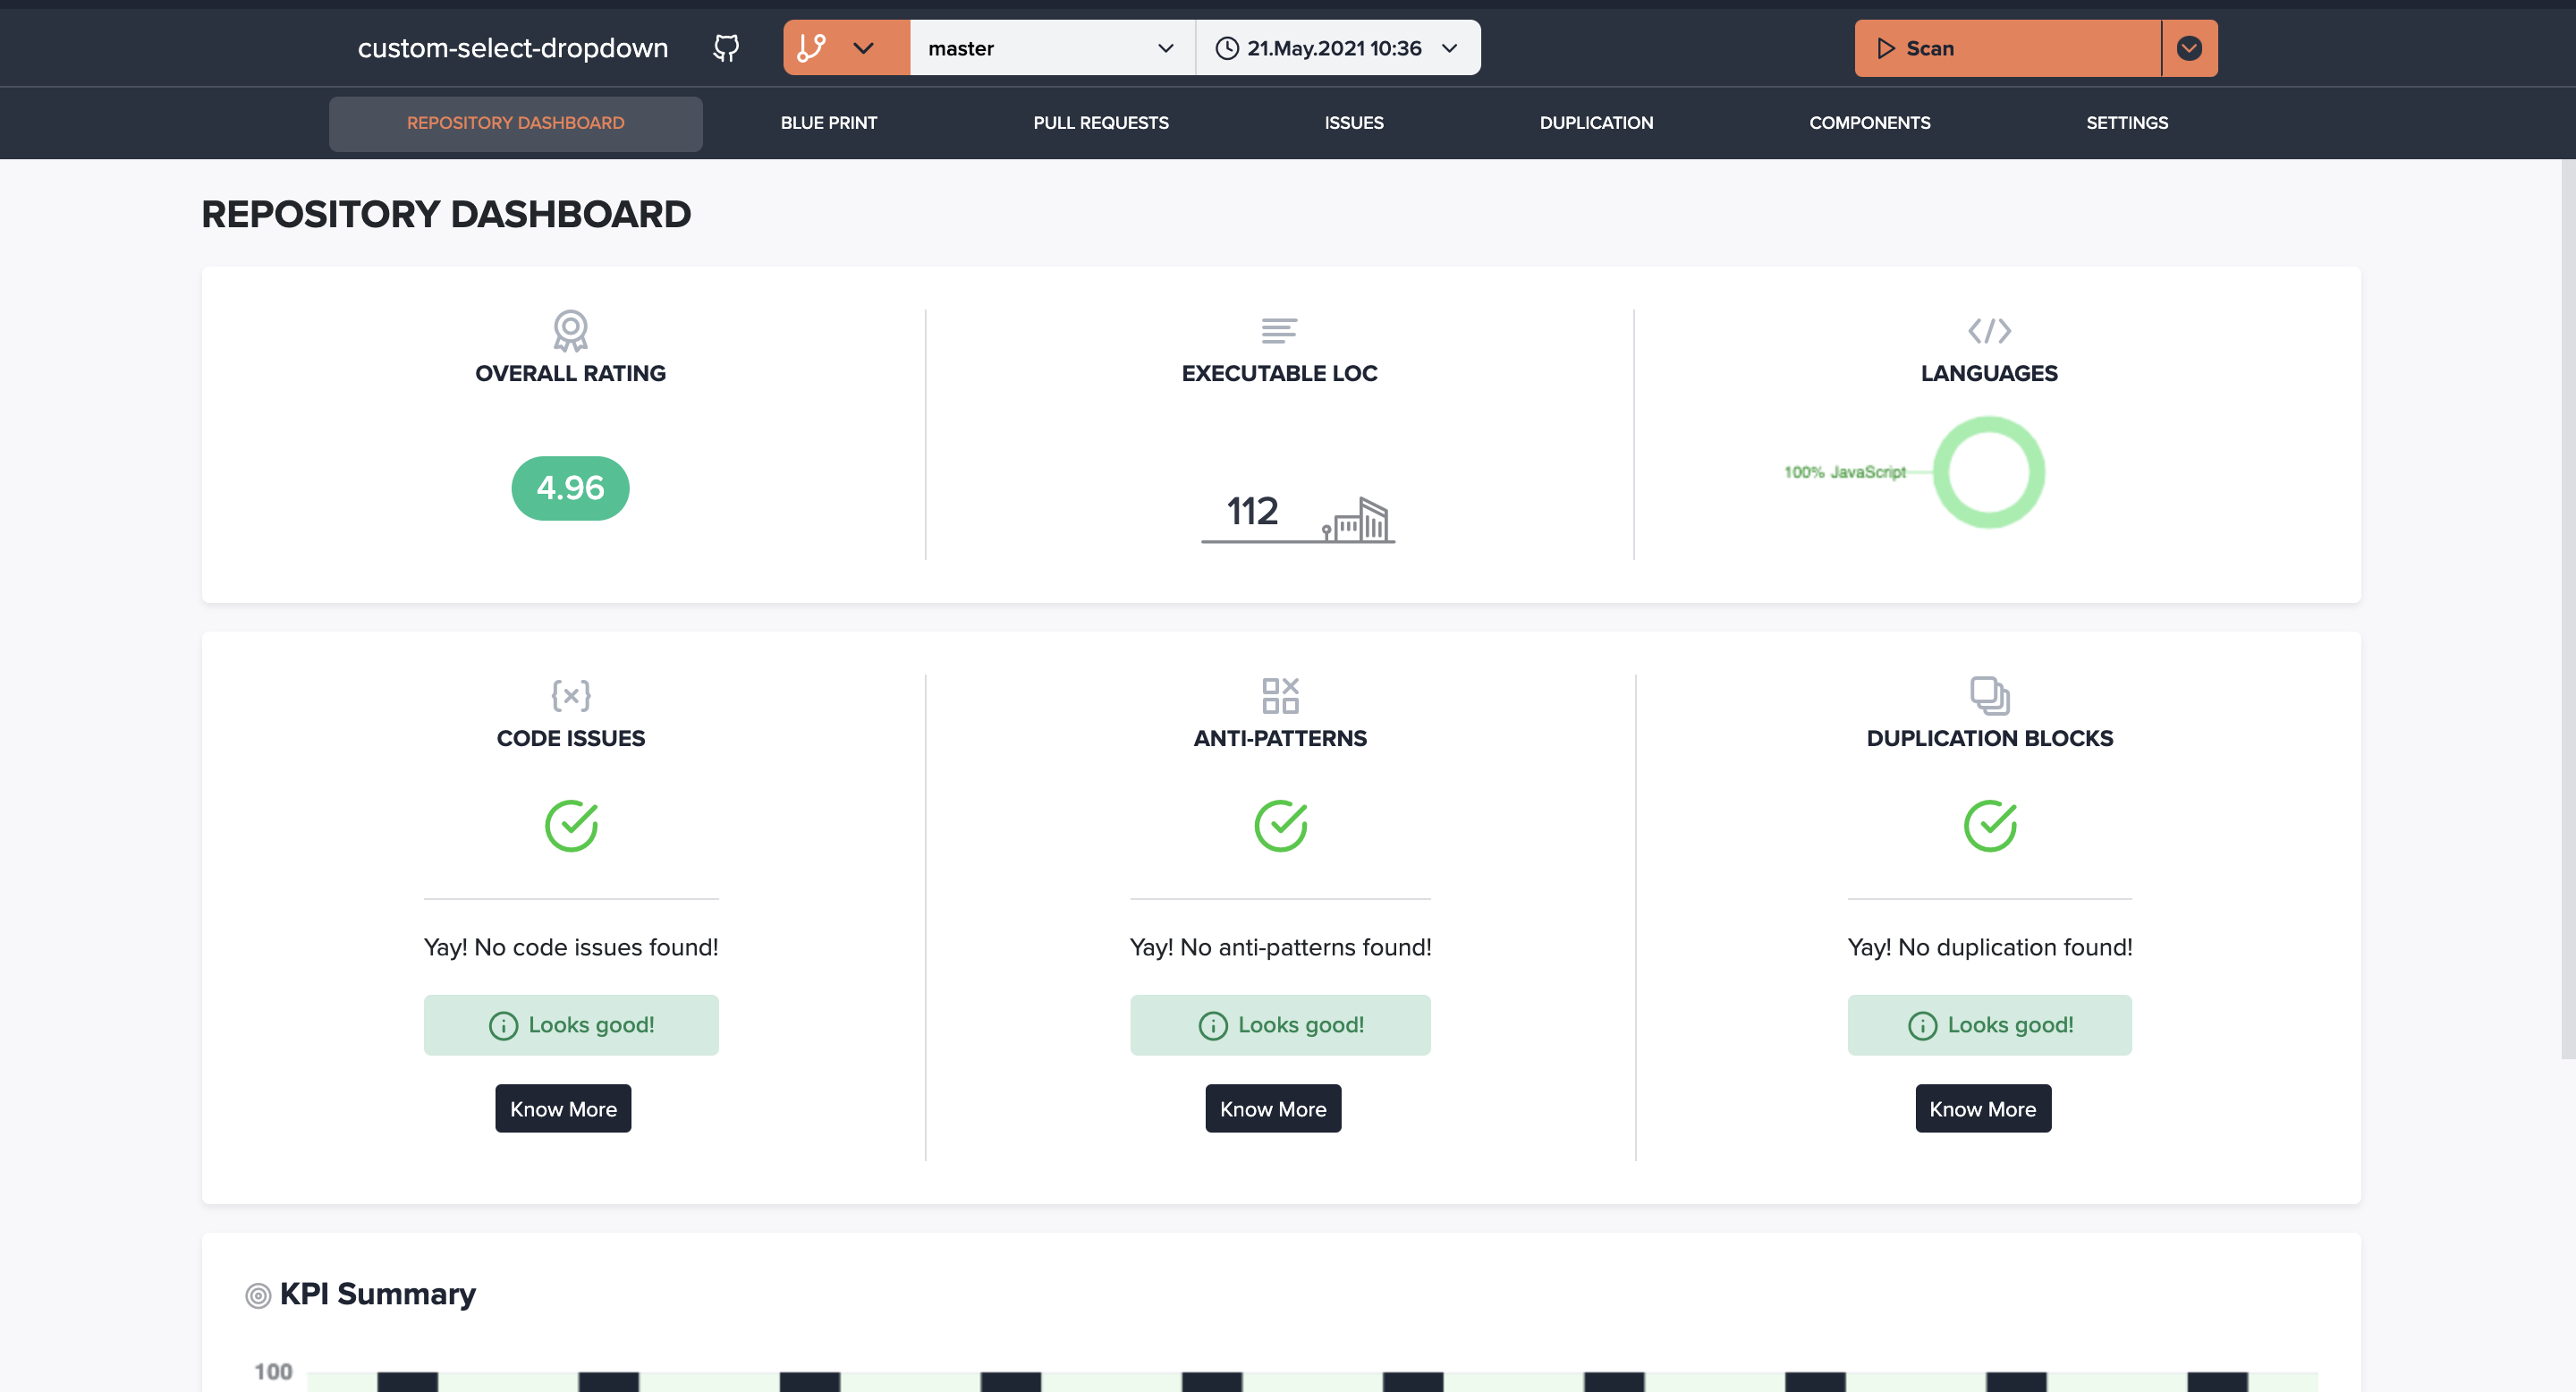 custom-select-dropdown
master
21.May.2021 10:36
Scan
REPOSITORY DASHBOARD
BLUE PRINT
PULL REQUESTS
ISSUES
DUPLICATION
COMPONENTS
SETTINGS
REPOSITORY DASHBOARD
OVERALL RATING
EXECUTABLE LOC
LANGUAGES
4.96
112
100% JavaScript
CODE ISSUES
ANTI-PATTERNS
DUPLICATION BLOCKS
Yay! No code issues found!
Yay! No anti-patterns found!
Yay! No duplication found!
Looks good!
Looks good!
Looks good!
Know More
Know More
Know More
KPI Summary
100